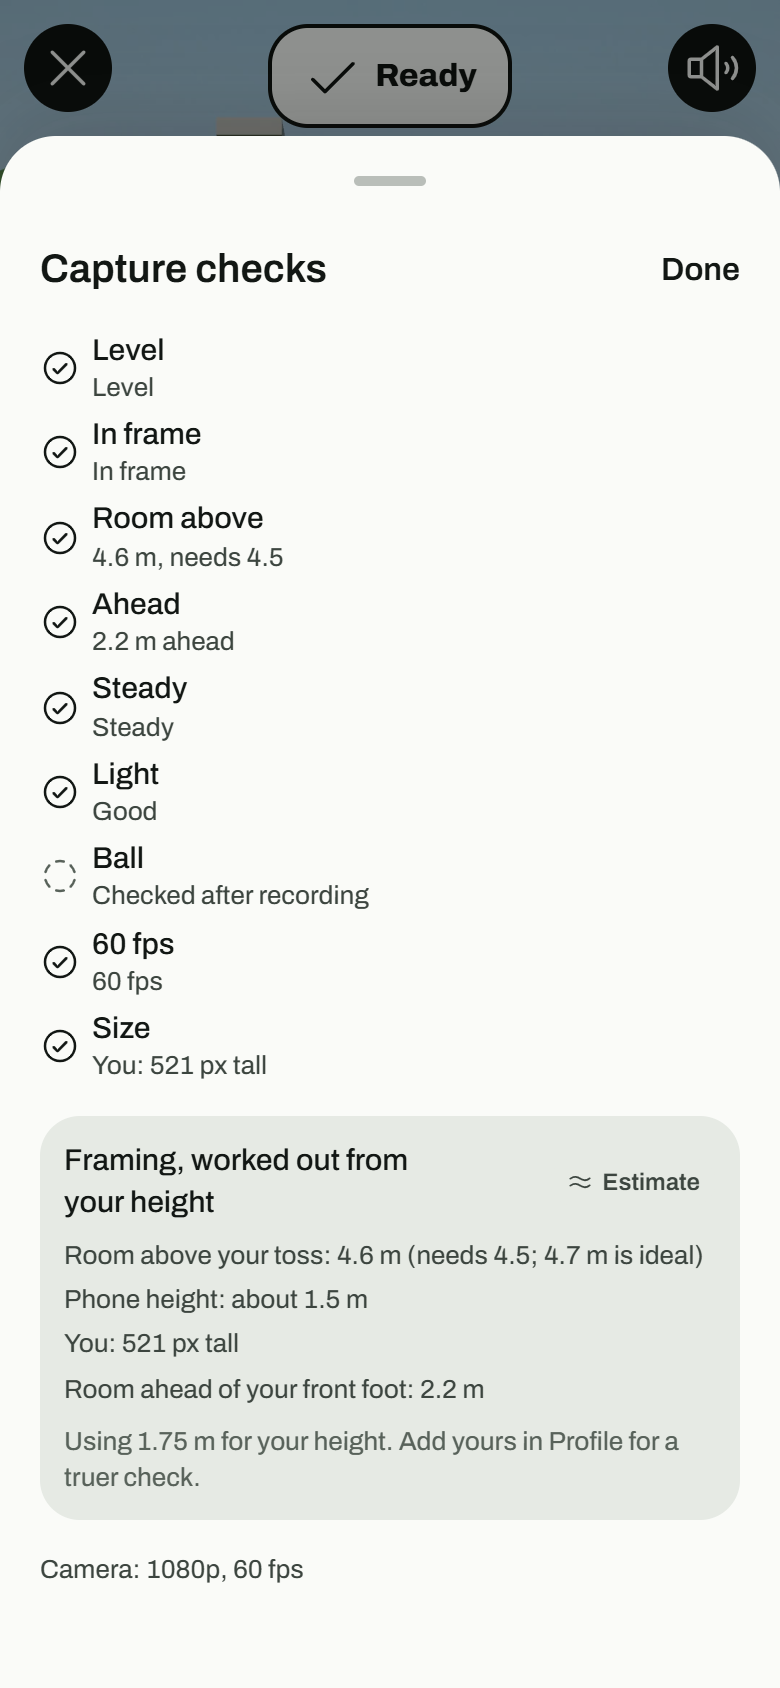 Ready
Capture checks
Done
Level
Level
In frame
In frame
Room above
4.6 m, needs 4.5
Ahead
2.2 m ahead
Steady
Steady
Light
Good
Ball
Checked after recording
60 fps
60 fps
Size
You: 521 px tall
Framing, worked out from
your height
≈ Estimate
Room above your toss: 4.6 m (needs 4.5; 4.7 m is ideal)
Phone height: about 1.5 m
You: 521 px tall
Room ahead of your front foot: 2.2 m
Using 1.75 m for your height. Add yours in Profile for a
truer check.
Camera: 1080p, 60 fps